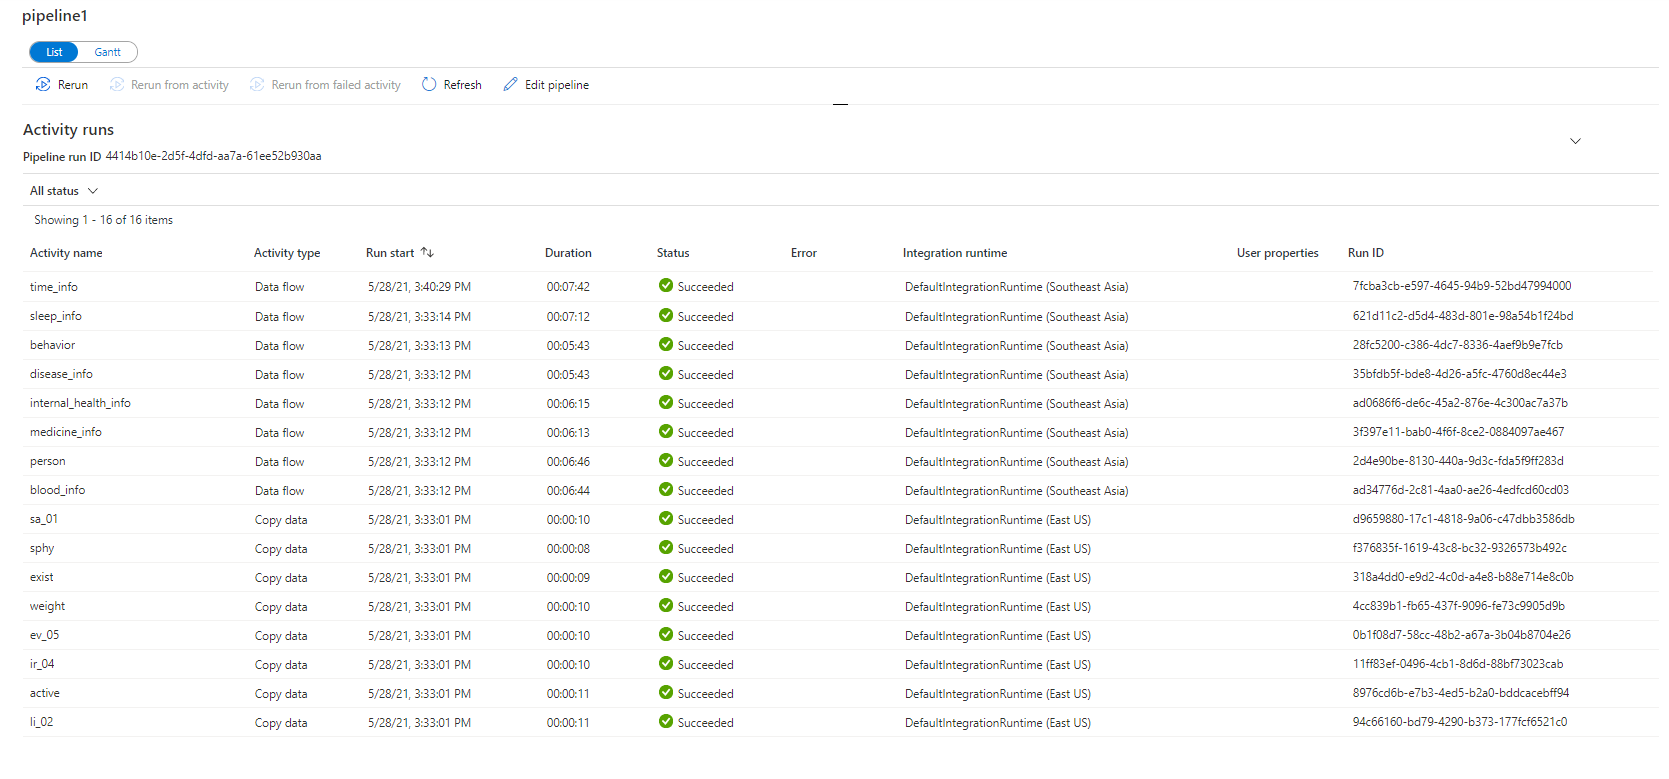 pipeline1
List Gantt
Rerun Rerun from activity Rerun from failed activity Refresh Edit pipeline
Activity runs
Pipeline run ID 4414b10e-2d5f-4dfd-aa7a-61ee52b930aa
All status
Showing 1 - 16 of 16 items
Activity name Activity type Run start Duration Status Error Integration runtime User properties Run ID
time_info Data flow 5/28/21, 3:40:29 PM 00:07:42 Succeeded DefaultIntegrationRuntime (Southeast Asia) 7fcba3cb-e597-4645-94b9-52bd47994000
sleep_info Data flow 5/28/21, 3:33:14 PM 00:07:12 Succeeded DefaultIntegrationRuntime (Southeast Asia) 621d11c2-d5d4-483d-801e-98a54b1f24bd
behavior Data flow 5/28/21, 3:33:13 PM 00:05:43 Succeeded DefaultIntegrationRuntime (Southeast Asia) 28fc5200-c386-4dc7-8336-4aef9b9e7fcb
disease_info Data flow 5/28/21, 3:33:12 PM 00:05:43 Succeeded DefaultIntegrationRuntime (Southeast Asia) 35bfdb5f-bde8-4d26-a5fc-4760d8ec44e3
internal_health_info Data flow 5/28/21, 3:33:12 PM 00:06:15 Succeeded DefaultIntegrationRuntime (Southeast Asia) ad0686f6-de6c-45a2-876e-4c300ac7a37b
medicine_info Data flow 5/28/21, 3:33:12 PM 00:06:13 Succeeded DefaultIntegrationRuntime (Southeast Asia) 3f397e11-bab0-4f6f-8ce2-0884097ae467
person Data flow 5/28/21, 3:33:12 PM 00:06:46 Succeeded DefaultIntegrationRuntime (Southeast Asia) 2d4e90be-8130-440a-9d3c-fda5f9ff283d
blood_info Data flow 5/28/21, 3:33:12 PM 00:06:44 Succeeded DefaultIntegrationRuntime (Southeast Asia) ad34776d-2c81-4aa0-ae26-4edfcd60cd03
sa_01 Copy data 5/28/21, 3:33:01 PM 00:00:10 Succeeded DefaultIntegrationRuntime (East US) d9659880-17c1-4818-9a06-c47dbb3586db
sphy Copy data 5/28/21, 3:33:01 PM 00:00:08 Succeeded DefaultIntegrationRuntime (East US) f376835f-1619-43c8-bc32-9326573b492c
exist Copy data 5/28/21, 3:33:01 PM 00:00:09 Succeeded DefaultIntegrationRuntime (East US) 318a4dd0-e9d2-4c0d-a4e8-b88e714e8c0b
weight Copy data 5/28/21, 3:33:01 PM 00:00:10 Succeeded DefaultIntegrationRuntime (East US) 4cc839b1-fb65-437f-9096-fe73c9905d9b
ev_05 Copy data 5/28/21, 3:33:01 PM 00:00:10 Succeeded DefaultIntegrationRuntime (East US) 0b1f08d7-58cc-48b2-a67a-3b04b8704e26
ir_04 Copy data 5/28/21, 3:33:01 PM 00:00:10 Succeeded DefaultIntegrationRuntime (East US) 11ff83ef-0496-4cb1-8d6d-88bf73023cab
active Copy data 5/28/21, 3:33:01 PM 00:00:11 Succeeded DefaultIntegrationRuntime (East US) 8976cd6b-e7b3-4ed5-b2a0-bddcacebff94
li_02 Copy data 5/28/21, 3:33:01 PM 00:00:11 Succeeded DefaultIntegrationRuntime (East US) 94c66160-bd79-4290-b373-177fcf6521c0